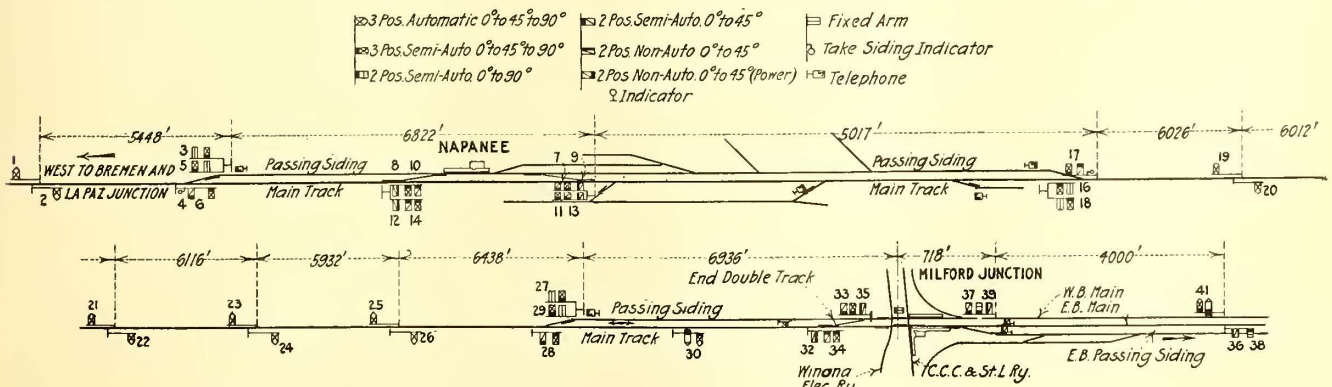 3 Pos. Automatic 0° to 45° to 90°
3 Pos. Semi-Auto 0° to 45° to 90°
2 Pos. Semi-Auto. 0° to 90°
2 Pos. Semi-Auto. 0° to 45°
2 Pos. Non-Auto. 0° to 45°
2 Pos. Non-Auto. 0° to 45° (Power)
Indicator
Fixed Arm
Take Siding Indicator
Telephone
5448' 6822' 5017' 6026' 6012'
1 3 5 NAPANEE 7 9 17 19
WEST TO BREMEN AND Passing Siding 8 10 Passing Siding
LA PAZ JUNCTION Main Track Main Track 16
2 4 6 12 14 11 13 18 20
6116' 5932' 6438' 6936' 718' 4000'
End Double Track MILFORD JUNCTION
21 23 25 27 29 Passing Siding 33 35 37 39 W.B. Main 41
E.B. Main
22 24 26 28 Main Track 30 32 34 E.B. Passing Siding 36 38
Winona C.C.C. & St. L Ry.
Elec. Ry.